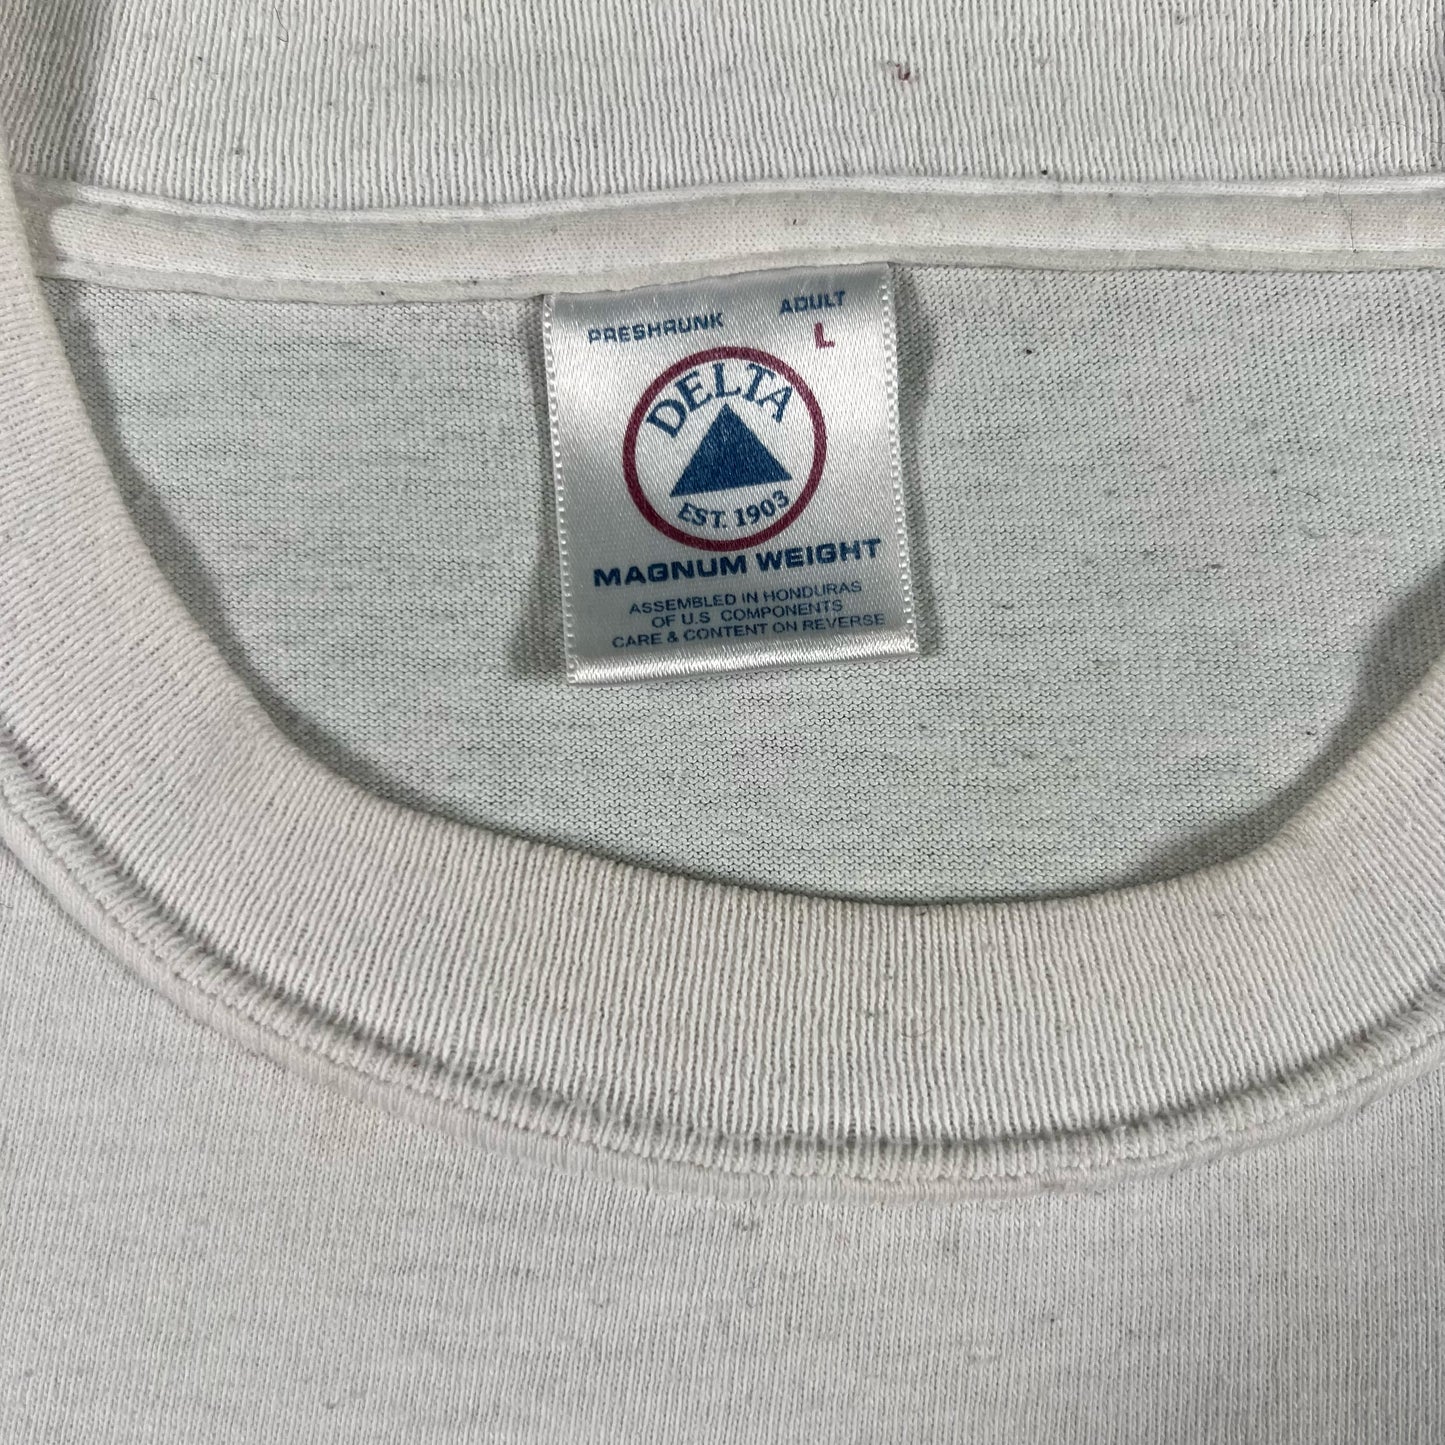 PRESHRUNK ADULT
L
DELTA
EST. 1903
MAGNUM WEIGHT
ASSEMBLED IN HONDURAS
OF U.S COMPONENTS
CARE & CONTENT ON REVERSE